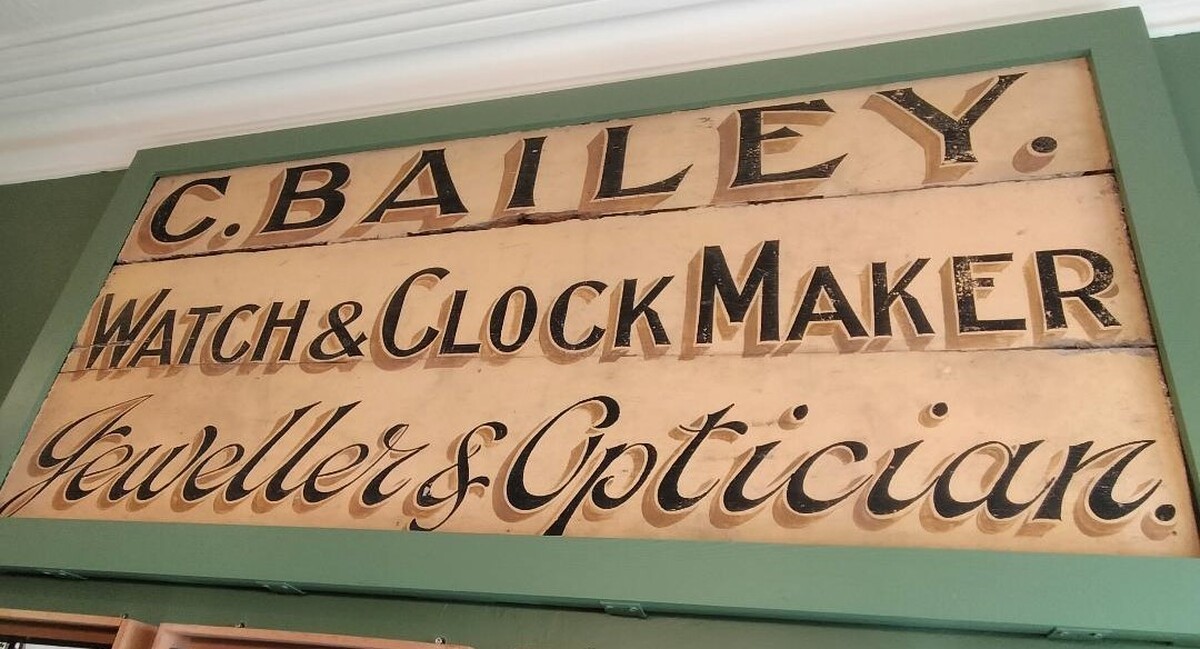 C. BAILEY.
WATCH & CLOCK MAKER
Jeweller & Optician.